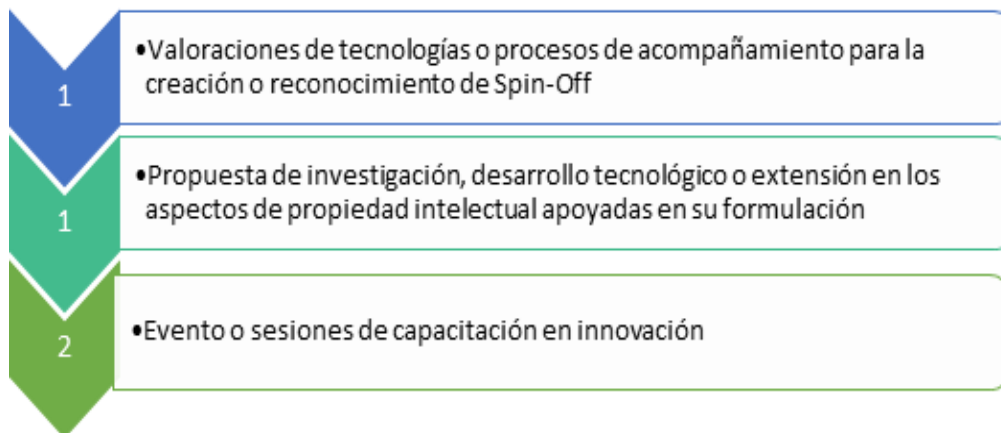 •Valoraciones de tecnologías o procesos de acompañamiento para la
1
creación o reconocimiento de Spin-Off
•Propuesta de investigación, desarrollo tecnológico o extensión en los
1
aspectos de propiedad intelectual apoyadas en su formulación
2
•Evento o sesiones de capacitación en innovación